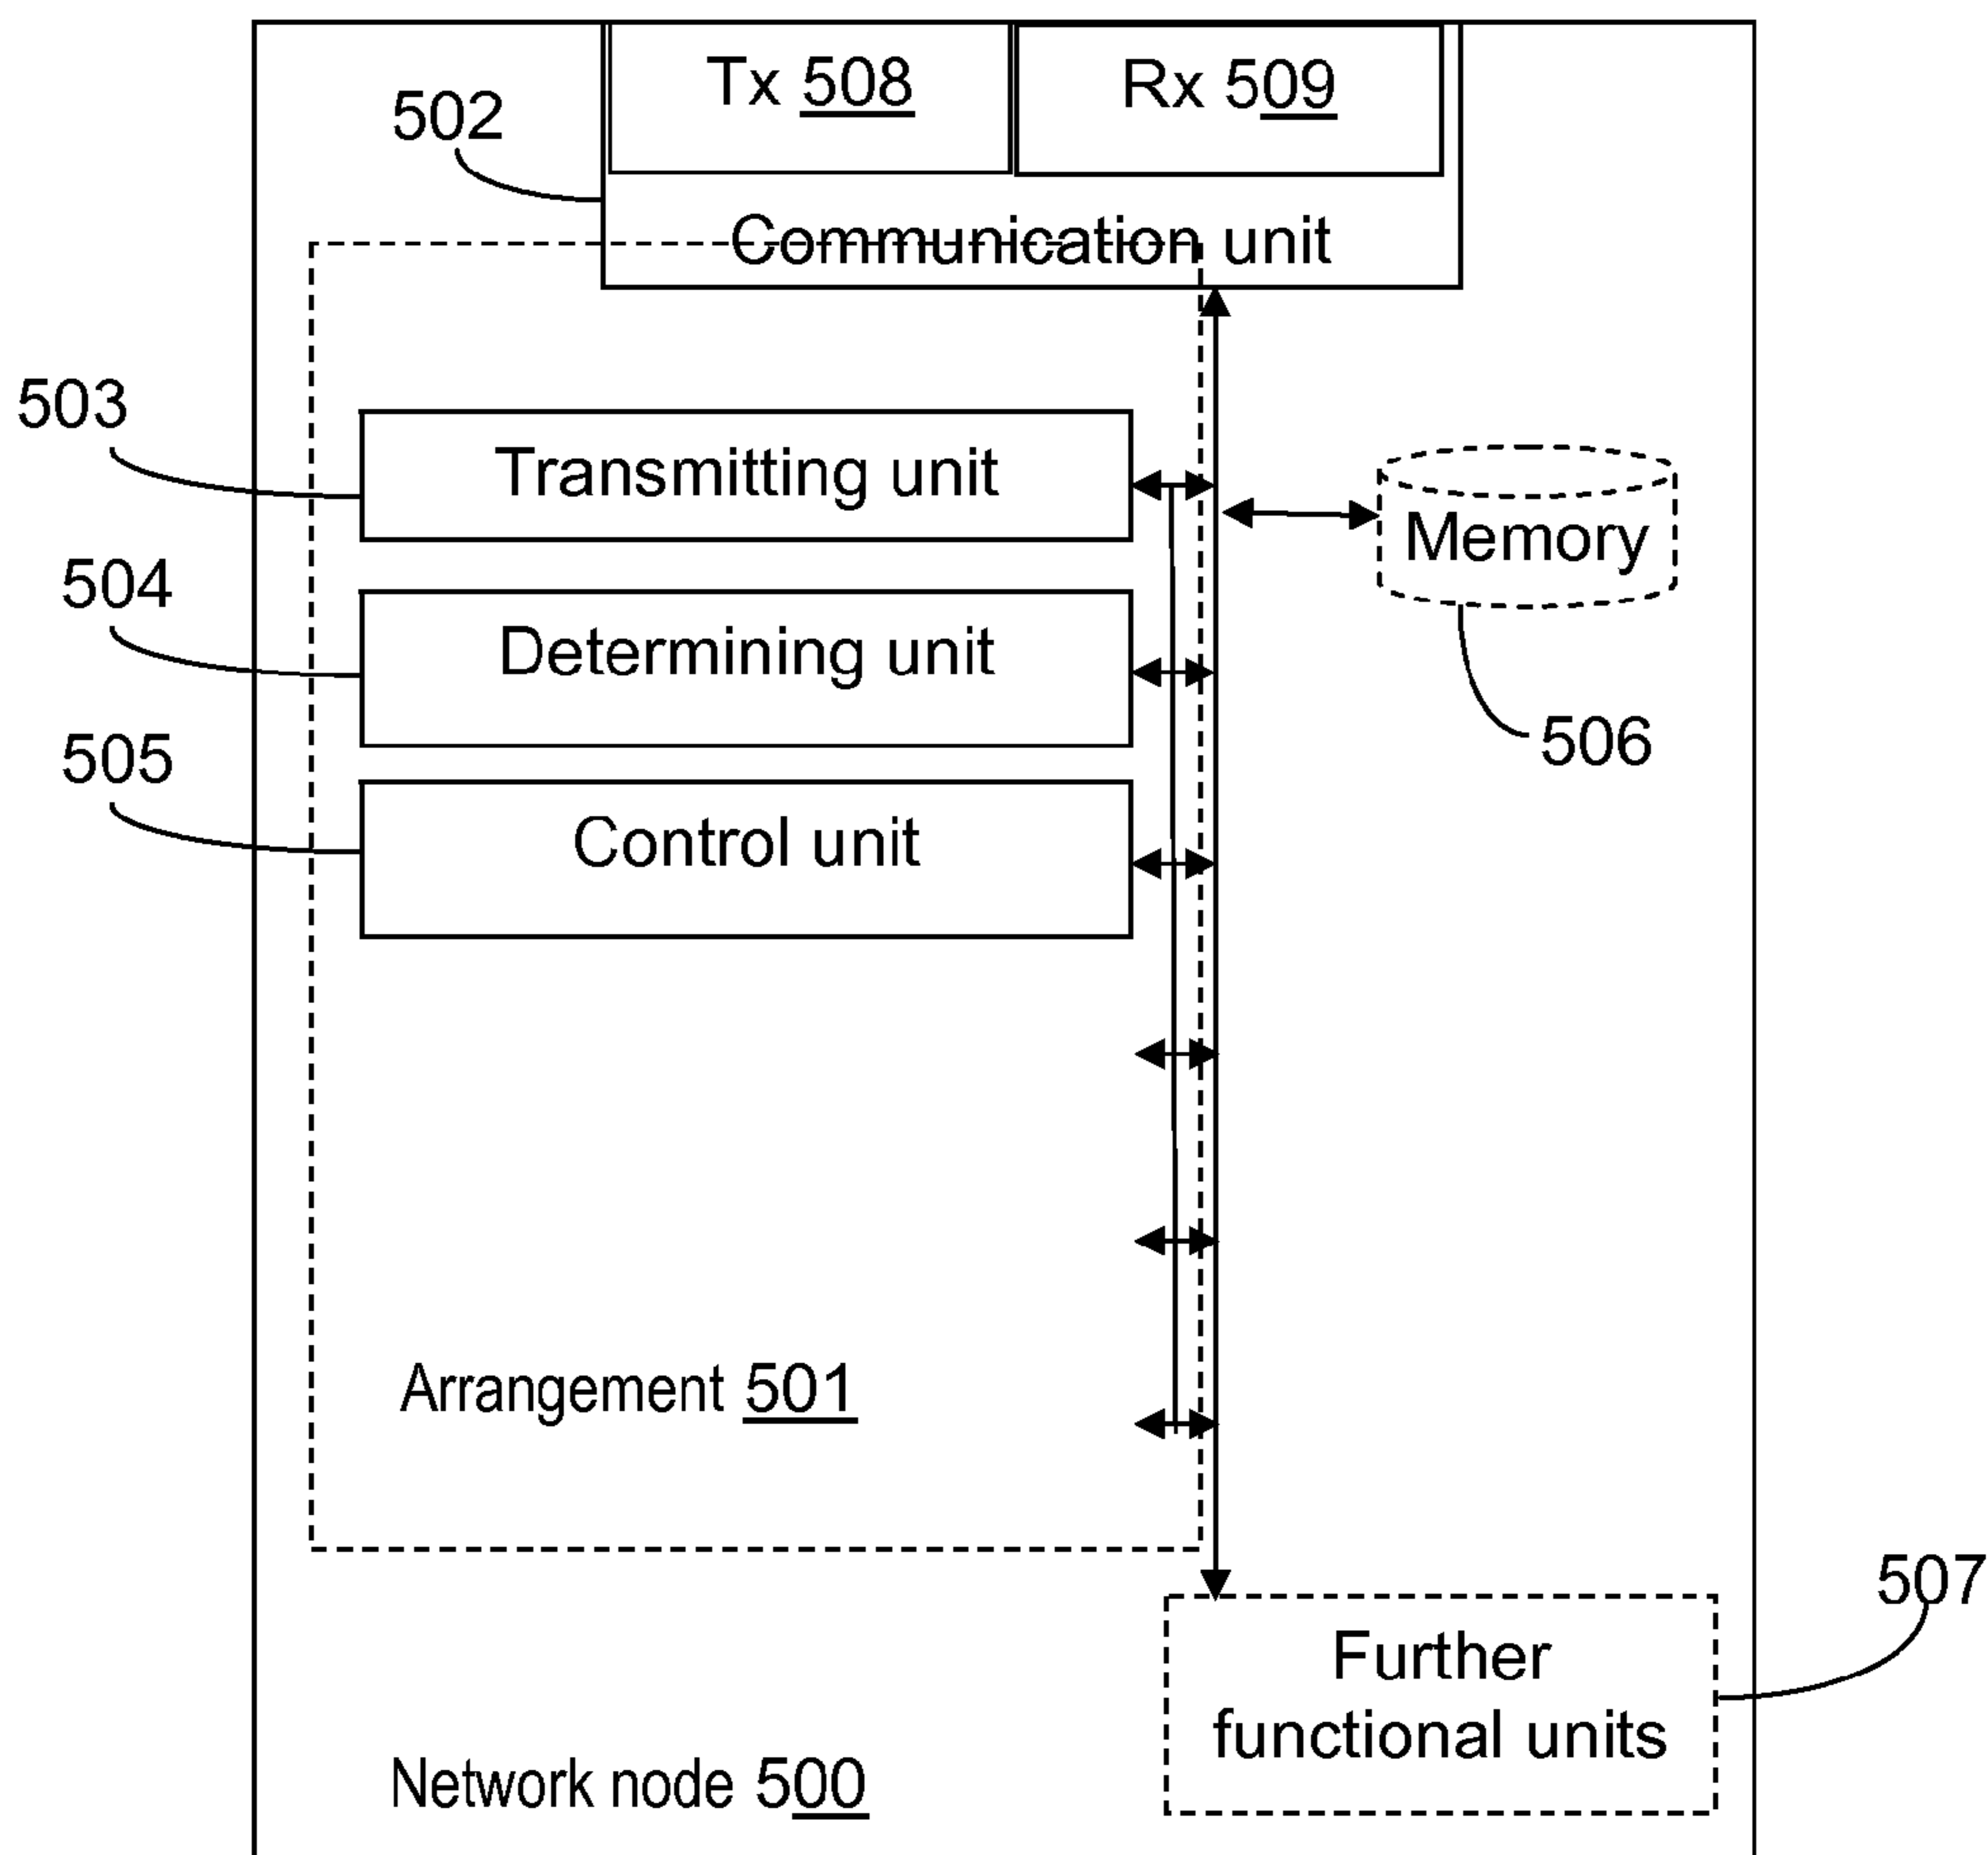 Tx 508
Rx 509
502
Communication unit
503
Transmitting unit
Memory
504
Determining unit
506
505
Control unit
Arrangement 501
507
Further
functional units
Network node 500